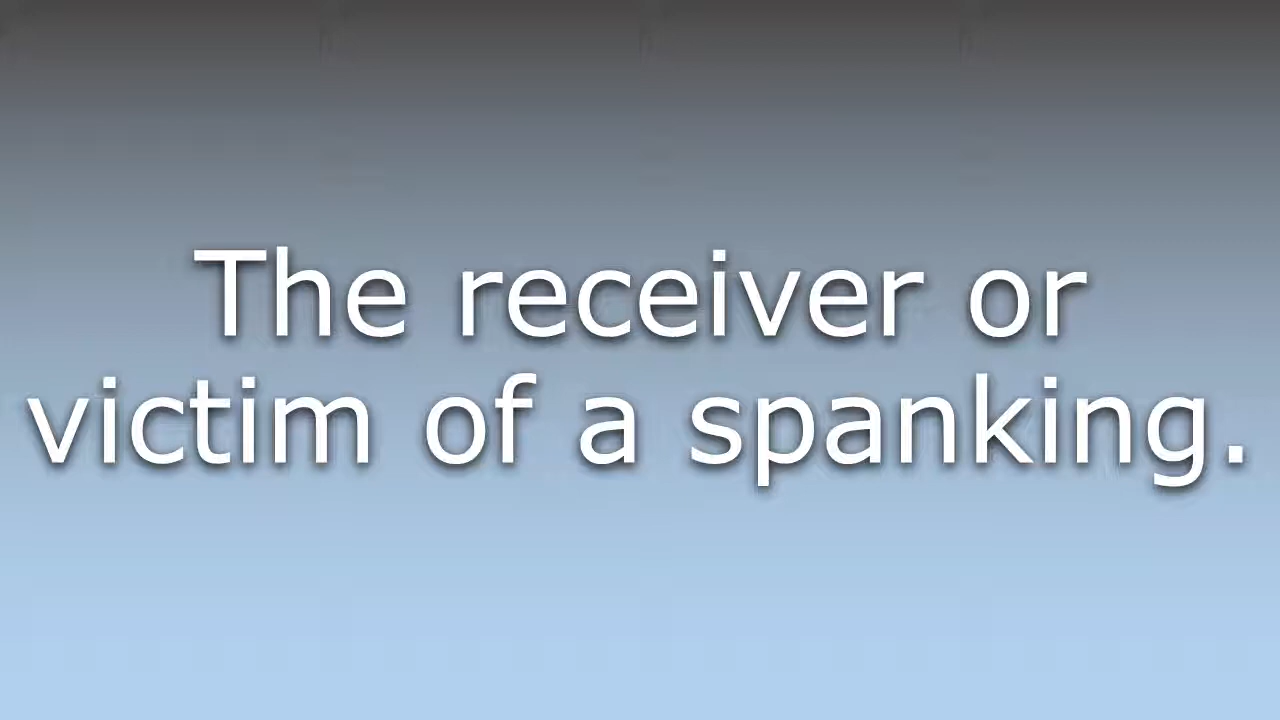 The receiver or
victim of a spanking.